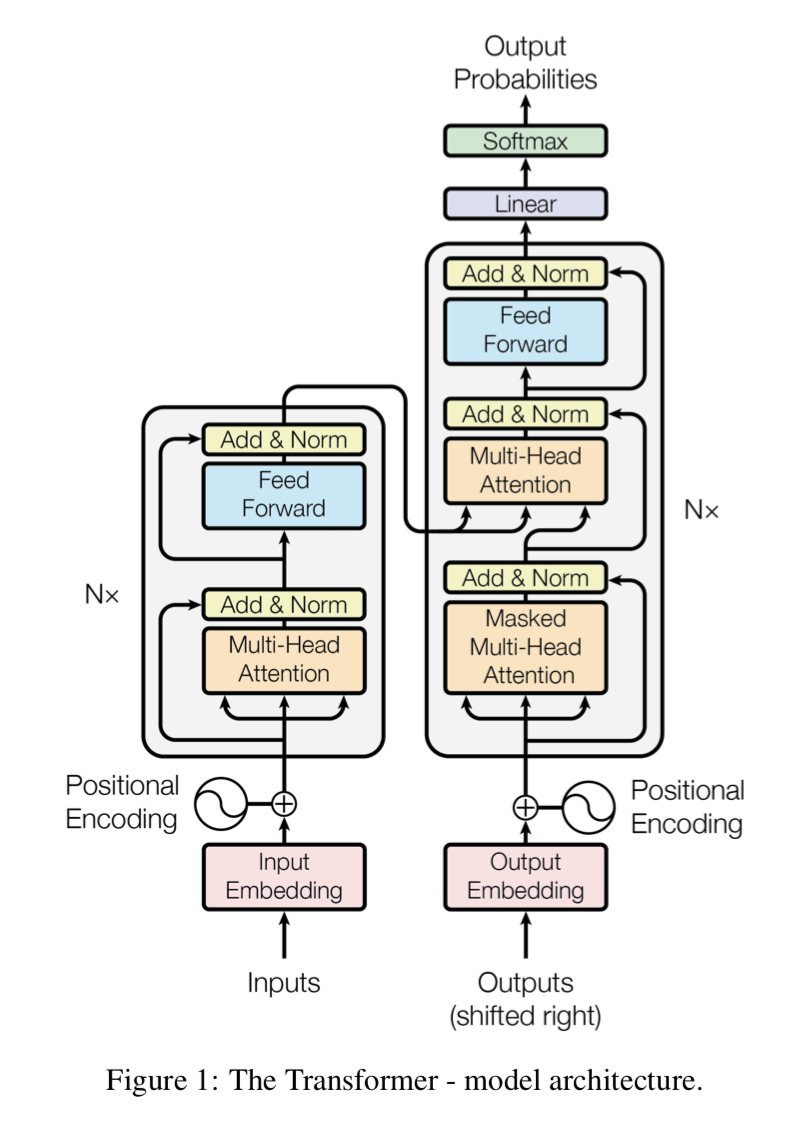 Output
Probabilities
Softmax
Linear
Add & Norm
Feed
Forward
Add & Norm
Multi-Head
Attention
Nx
Add & Norm
Masked
Multi-Head
Attention
Add & Norm
Feed
Forward
Nx
Add & Norm
Multi-Head
Attention
Positional
Encoding
Positional
Encoding
Input
Embedding
Output
Embedding
Inputs
Outputs
(shifted right)
Figure 1: The Transformer - model architecture.